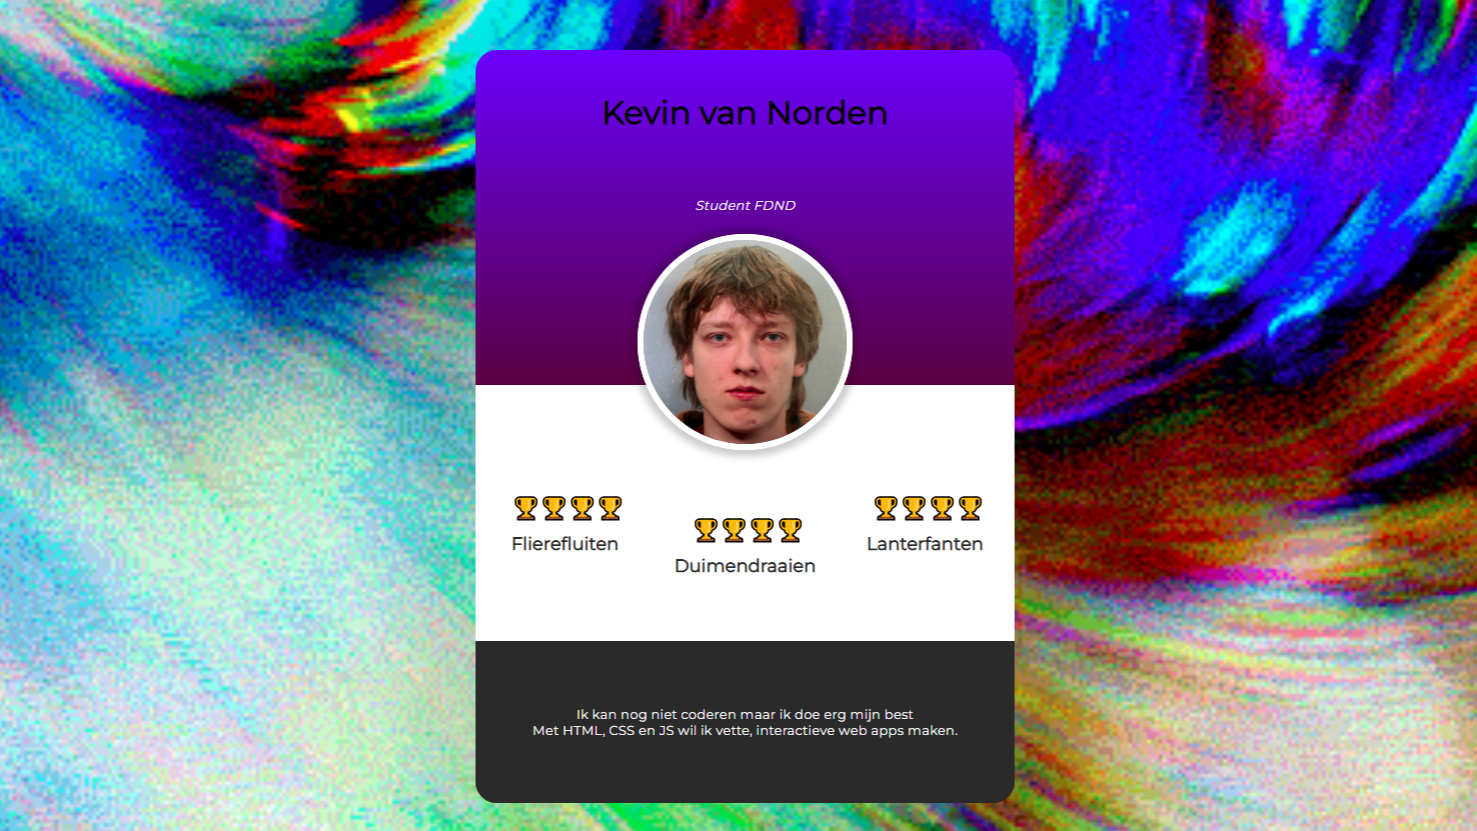 Kevin van Norden
Student FDND
Flierefluiten
Duimendraaien
Lanterfanten
Ik kan nog niet coderen maar ik doe erg mijn best
Met HTML, CSS en JS wil ik vette, interactieve web apps maken.